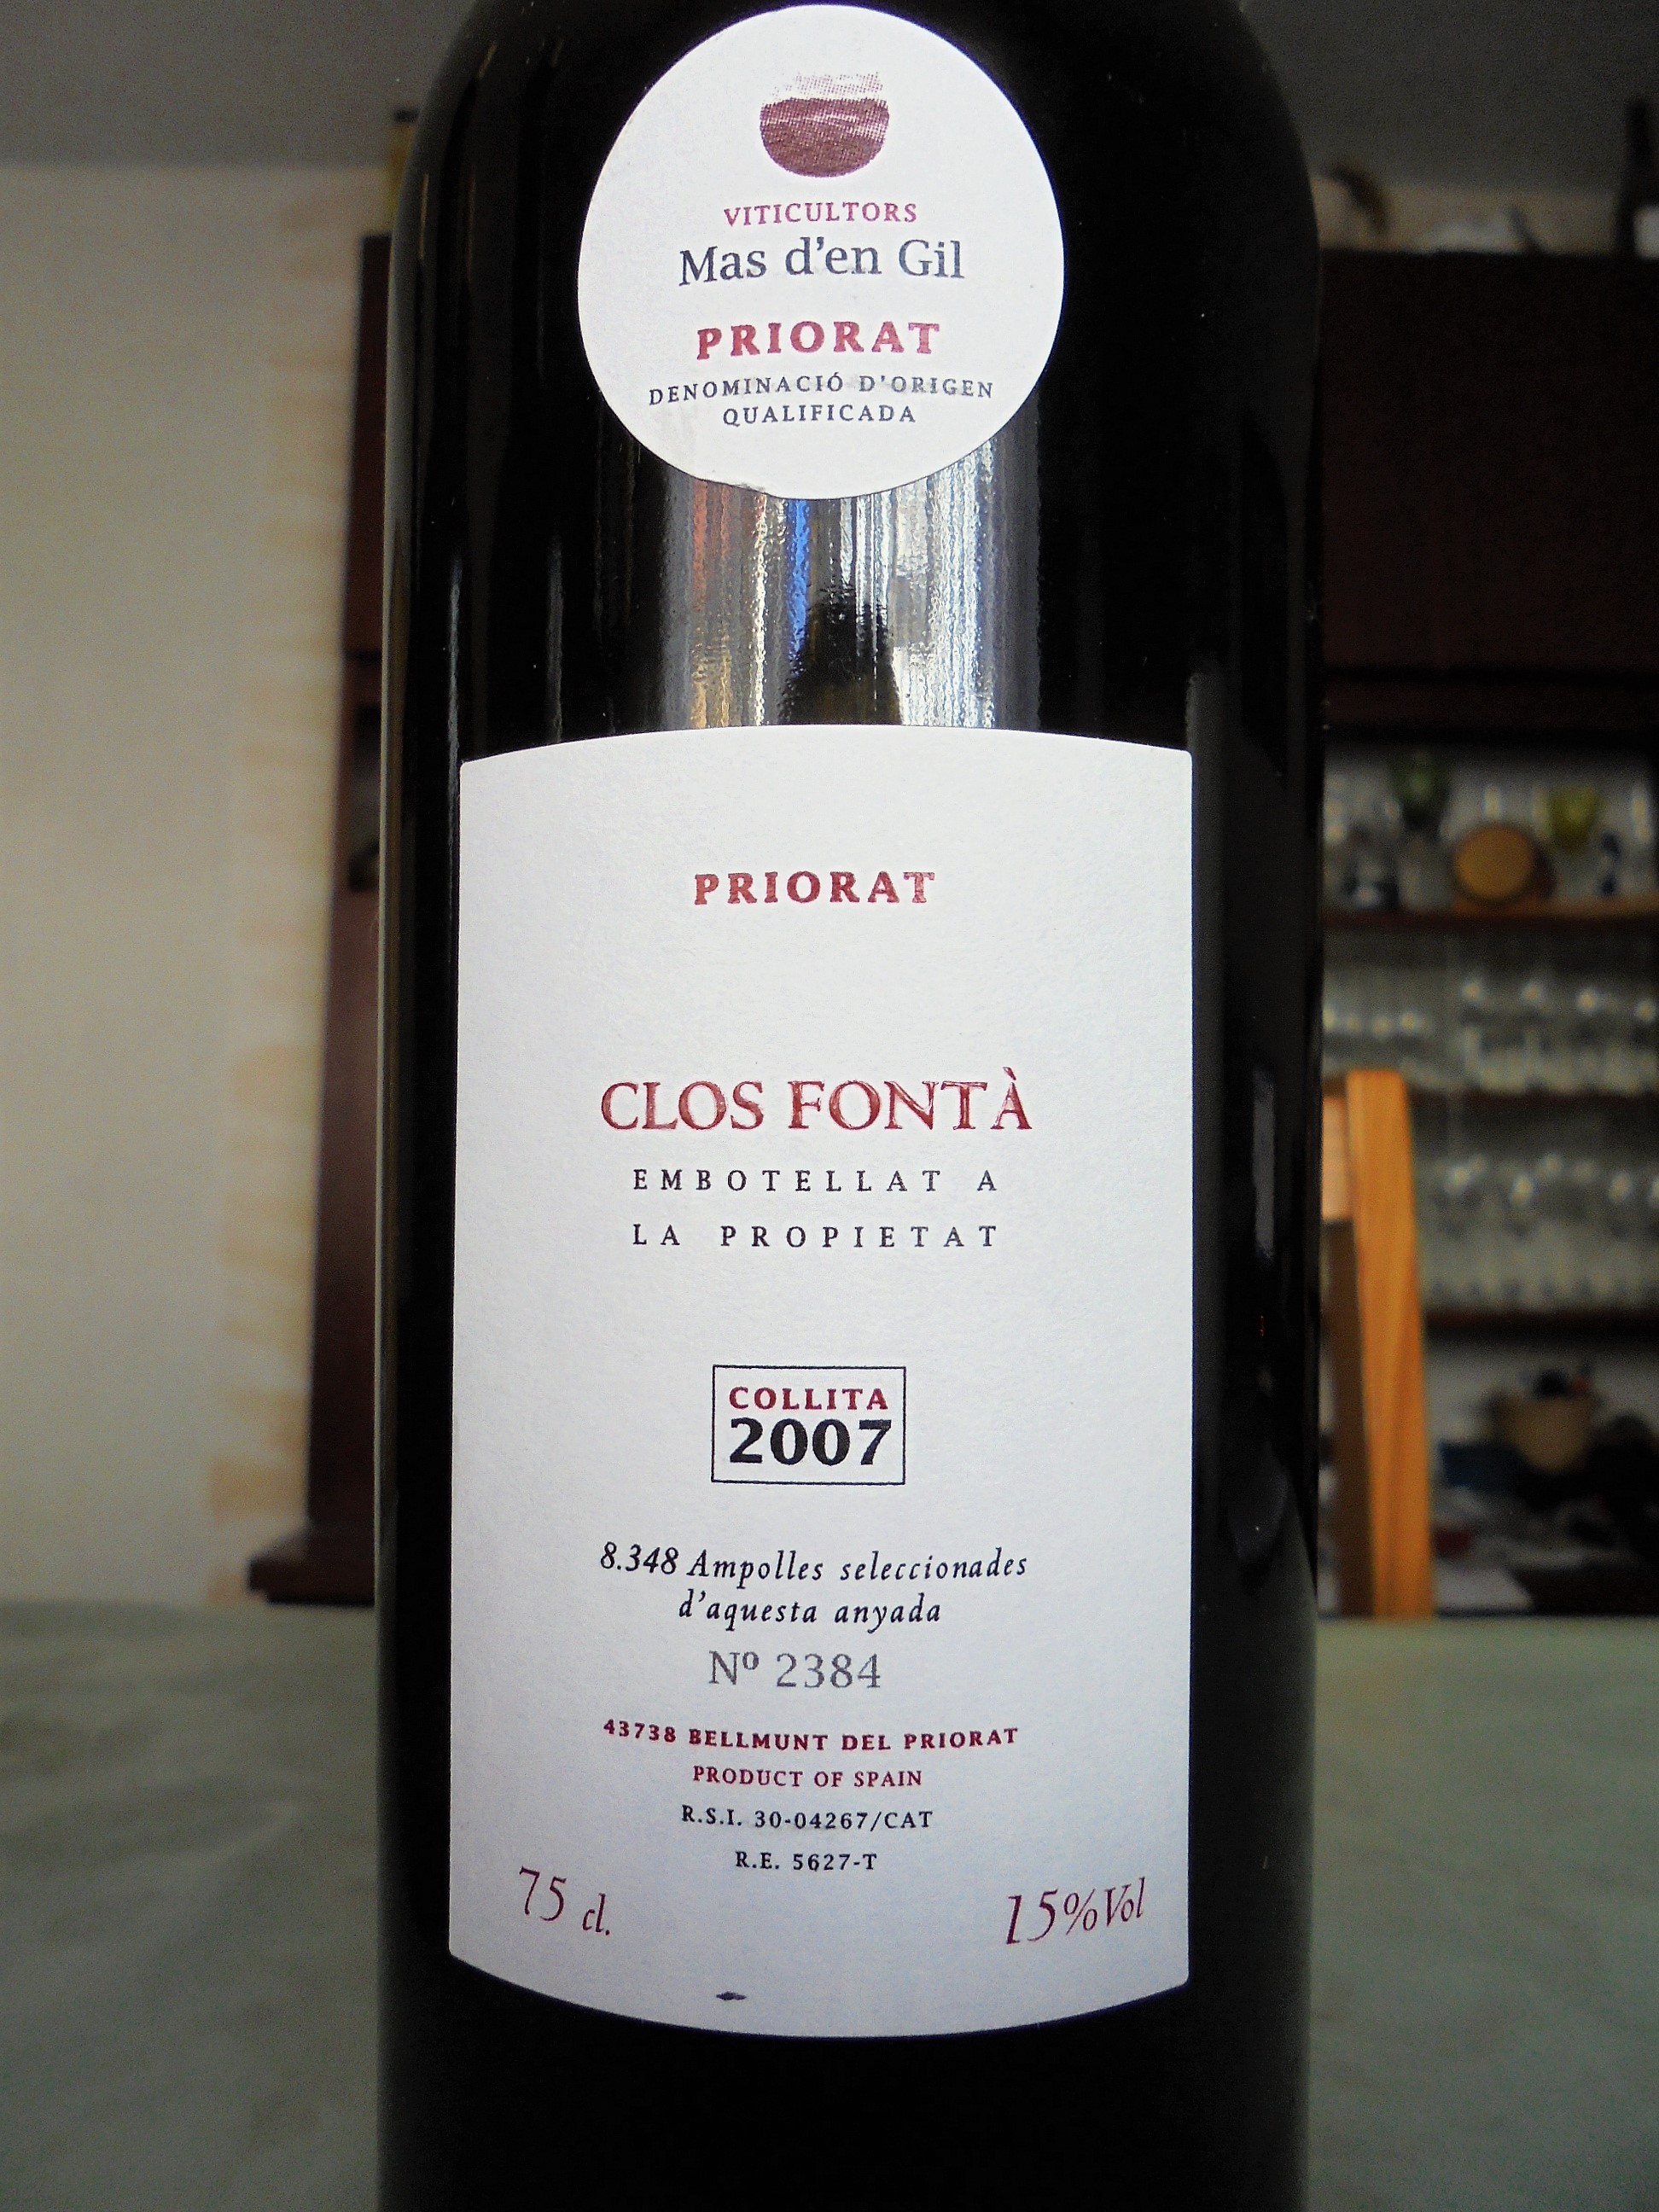 VITICULTORS
Mas d'en Gil
PRIORAT
DENOMINACIÓ D'ORIGEN
QUALIFICADA
PRIORAT
CLOS FONTÀ
EMBOTELLAT A
LA PROPIETAT
COLLITA
2007
8.348 Ampolles seleccionades
d'aquesta anyada
Nº 2384
43738 BELLMUNT DEL PRIORAT
PRODUCT OF SPAIN
R.S.I. 30-04267/CAT
R.E. 5627-T
75 cl. 15%Vol